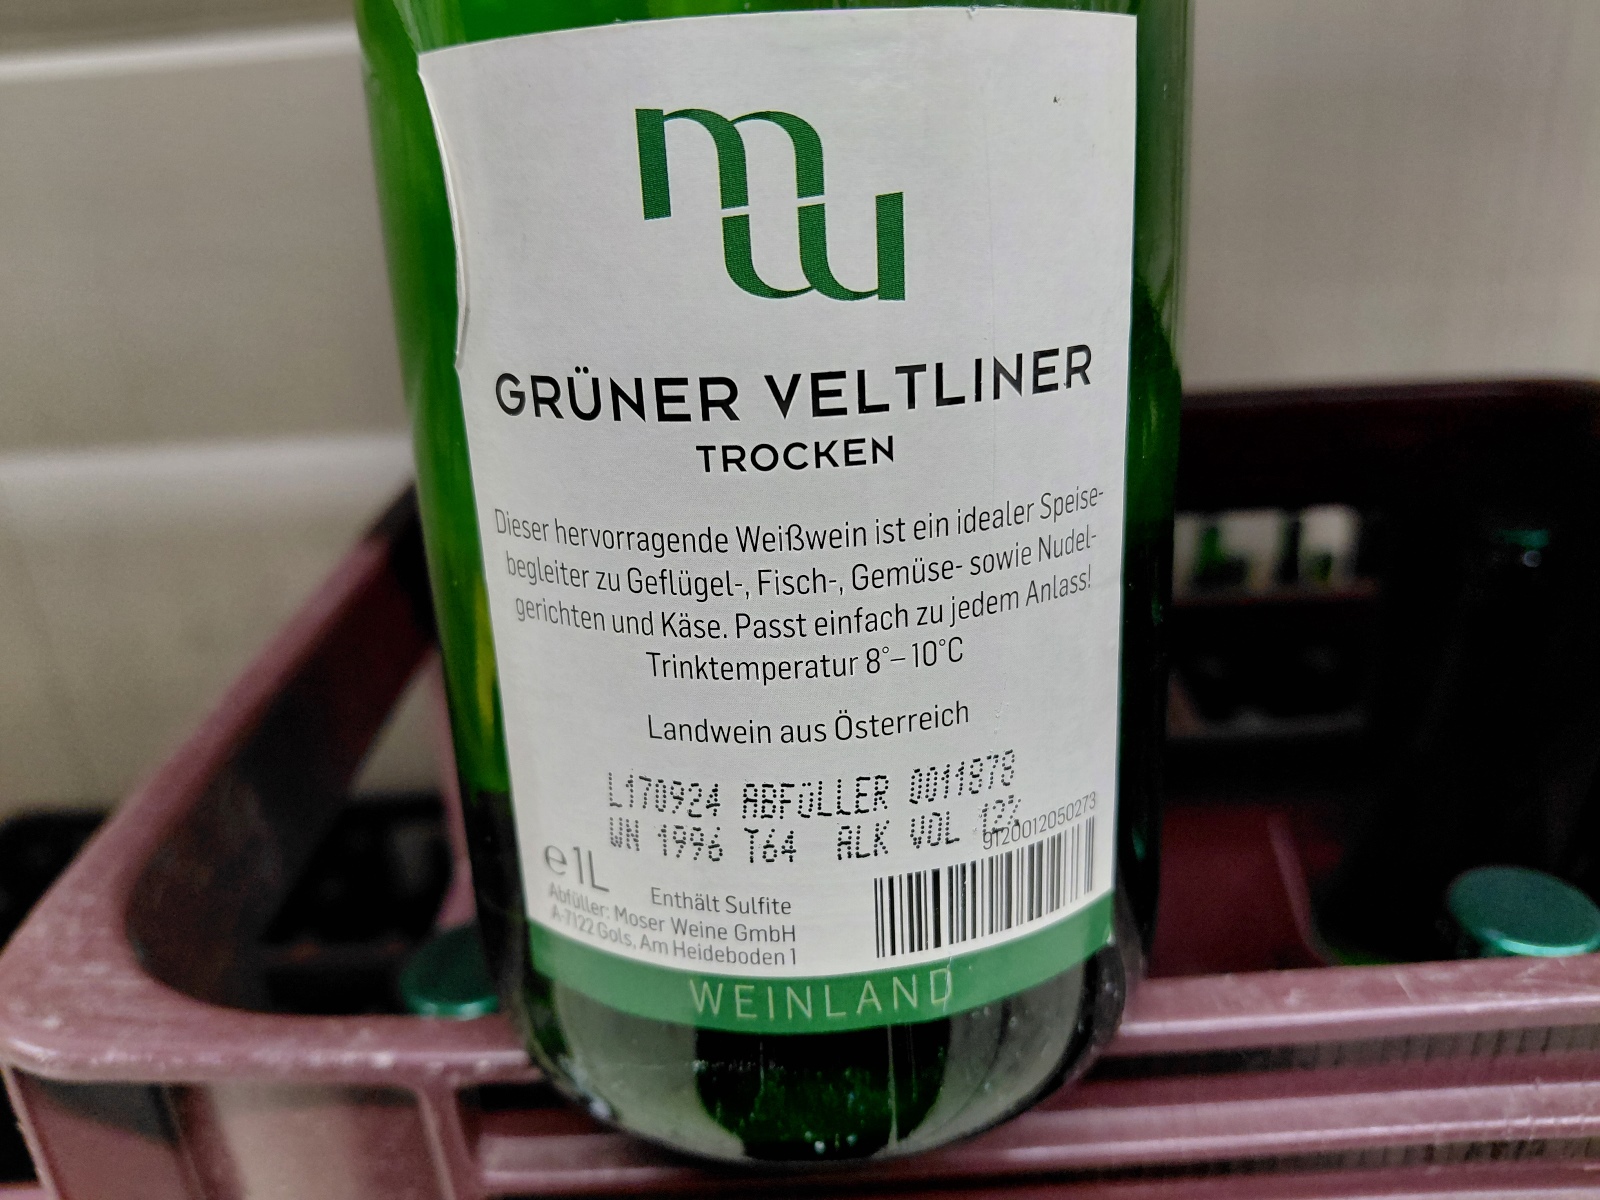 mw
GRÜNER VELTLINER
TROCKEN
Dieser hervorragende Weißwein ist ein idealer Speise-
begleiter zu Geflügel-, Fisch-, Gemüse- sowie Nudel-
gerichten und Käse. Passt einfach zu jedem Anlass!
Trinktemperatur 8°–10°C
Landwein aus Österreich
L170924 ABFÜLLER 0011878
WN 1996 T64 ALK VOL 12%
9120012050273
e 1L
Enthält Sulfite
Abfüller: Moser Weine GmbH
A-7122 Gols, Am Heideboden 1
WEINLAND